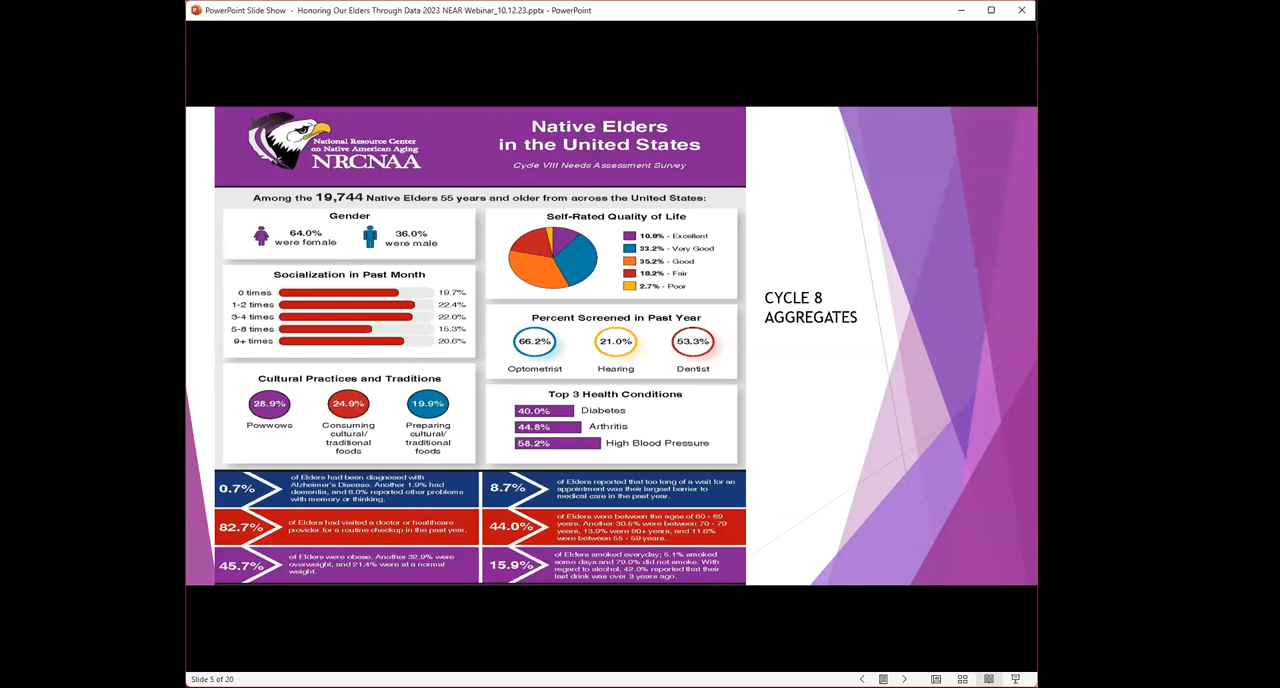 PowerPoint Slide Show - Honoring Our Elders Through Data 2023 NEAR Webinar_10.12.23.pptx - PowerPoint
National Resource Center
on Native American Aging
NRCNAA
Native Elders
in the United States
Cycle VIII Needs Assessment Survey
Among the 19,744 Native Elders 55 years and older from across the United States:
Gender
64.0%
were female
36.0%
were male
Socialization in Past Month
0 times 19.7%
1-2 times 22.4%
3-4 times 22.0%
5-8 times 15.3%
9+ times 20.6%
Cultural Practices and Traditions
28.9%
Powwows
24.9%
Consuming
cultural/
traditional
foods
19.9%
Preparing
cultural/
traditional
foods
Self-Rated Quality of Life
10.8% - Excellent
33.2% - Very Good
35.2% - Good
18.2% - Fair
2.7% - Poor
Percent Screened in Past Year
66.2%
Optometrist
21.0%
Hearing
53.3%
Dentist
Top 3 Health Conditions
40.0% Diabetes
44.8% Arthritis
58.2% High Blood Pressure
0.7%
of Elders had been diagnosed with
Alzheimer's Disease. Another 1.9% had
dementia, and 8.0% reported other problems
with memory or thinking.
8.7%
of Elders reported that too long of a wait for an
appointment was their largest barrier to
medical care in the past year.
82.7%
of Elders had visited a doctor or healthcare
provider for a routine checkup in the past year.
44.0%
of Elders were between the ages of 60 - 69
years. Another 30.5% were between 70 - 79
years, 13.9% were 80+ years, and 11.6%
were between 55 - 59 years.
45.7%
of Elders were obese. Another 32.9% were
overweight, and 21.4% were at a normal
weight.
15.9%
of Elders smoked everyday; 5.1% smoked
some days and 79.0% did not smoke. With
regard to alcohol, 42.0% reported that their
last drink was over 3 years ago.
CYCLE 8
AGGREGATES
Slide 5 of 20